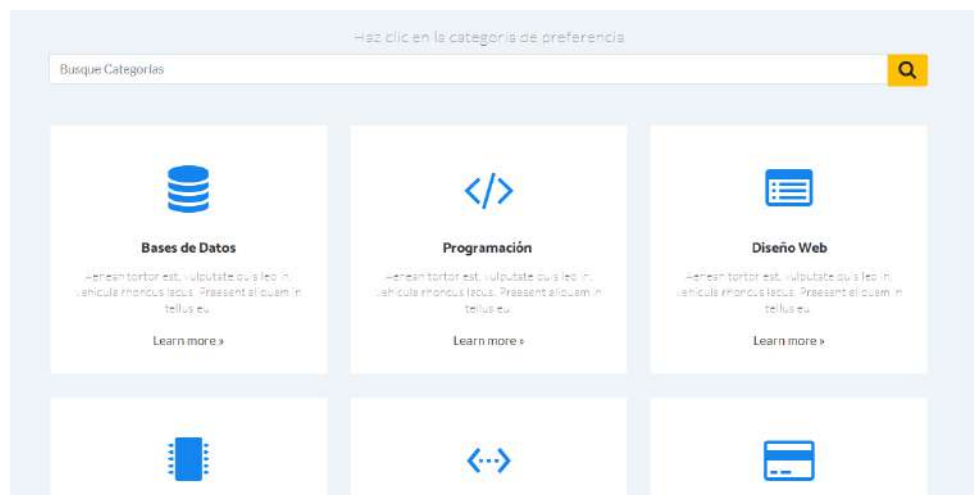 Haz clic en la categoría de preferencia
Busque Categorías
Bases de Datos
Aenean tortor est, vulputate quis leo in,
vehicula rhoncus lacus. Praesent aliquam in
tellus eu
Learn more »
Programación
Aenean tortor est, vulputate quis leo in,
vehicula rhoncus lacus. Praesent aliquam in
tellus eu
Learn more »
Diseño Web
Aenean tortor est, vulputate quis leo in,
vehicula rhoncus lacus. Praesent aliquam in
tellus eu
Learn more »